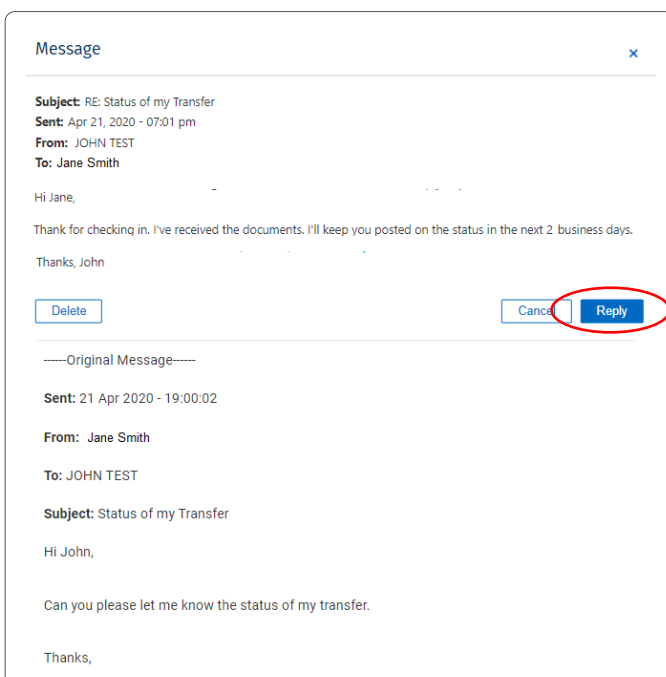 Message
×
Subject: RE: Status of my Transfer
Sent: Apr 21, 2020 - 07:01 pm
From: JOHN TEST
To: Jane Smith
Hi Jane,
Thank for checking in. I've received the documents. I'll keep you posted on the status in the next 2 business days.
Thanks, John
Delete Cancel Reply
------Original Message------
Sent: 21 Apr 2020 - 19:00:02
From: Jane Smith
To: JOHN TEST
Subject: Status of my Transfer
Hi John,
Can you please let me know the status of my transfer.
Thanks,